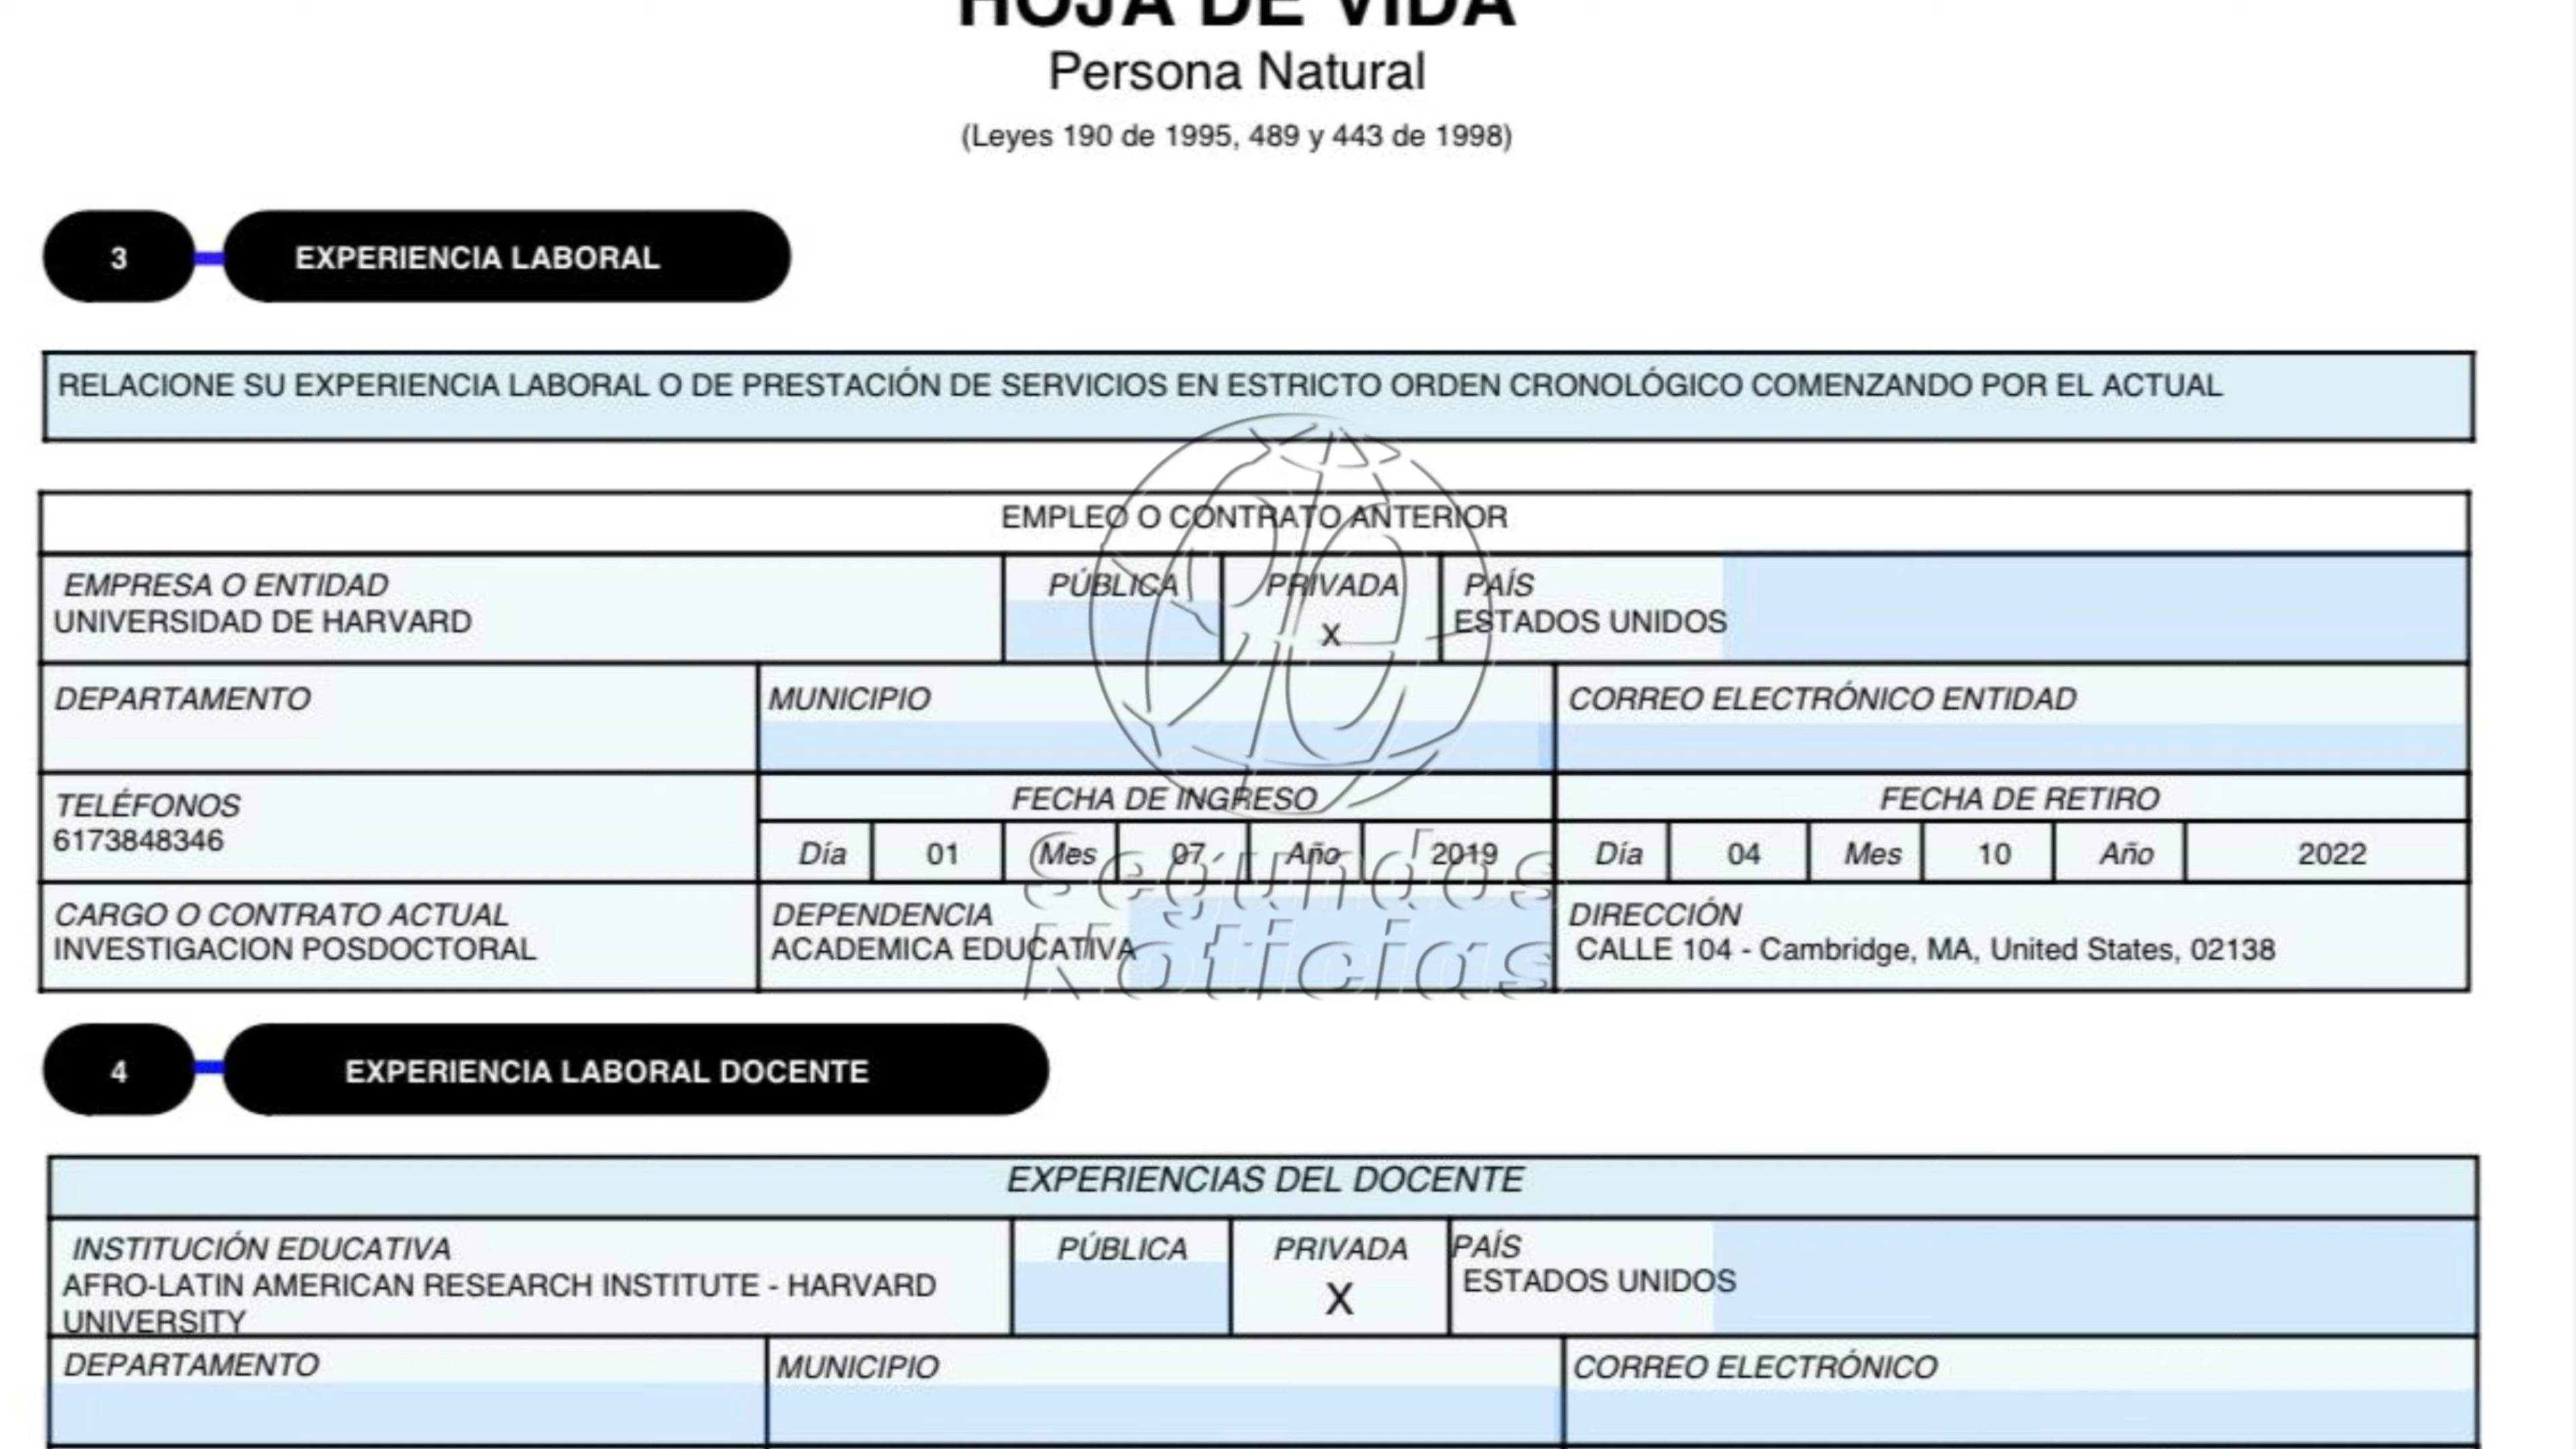 HOJA DE VIDA
Persona Natural
(Leyes 190 de 1995, 489 y 443 de 1998)
3 EXPERIENCIA LABORAL
RELACIONE SU EXPERIENCIA LABORAL O DE PRESTACIÓN DE SERVICIOS EN ESTRICTO ORDEN CRONOLÓGICO COMENZANDO POR EL ACTUAL
EMPLEO O CONTRATO ANTERIOR
EMPRESA O ENTIDAD PÚBLICA PRIVADA PAÍS
UNIVERSIDAD DE HARVARD X ESTADOS UNIDOS
DEPARTAMENTO MUNICIPIO CORREO ELECTRÓNICO ENTIDAD
TELÉFONOS FECHA DE INGRESO FECHA DE RETIRO
6173848346 Día 01 Mes 07 Año 2019 Día 04 Mes 10 Año 2022
CARGO O CONTRATO ACTUAL DEPENDENCIA DIRECCIÓN
INVESTIGACION POSDOCTORAL ACADEMICA EDUCATIVA CALLE 104 - Cambridge, MA, United States, 02138
Segundos
Noticias
4 EXPERIENCIA LABORAL DOCENTE
EXPERIENCIAS DEL DOCENTE
INSTITUCIÓN EDUCATIVA PÚBLICA PRIVADA PAÍS
AFRO-LATIN AMERICAN RESEARCH INSTITUTE - HARVARD X ESTADOS UNIDOS
UNIVERSITY
DEPARTAMENTO MUNICIPIO CORREO ELECTRÓNICO